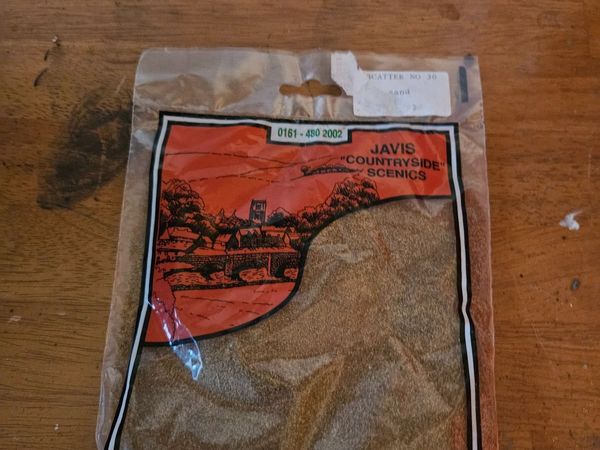 SCATTER NO 30
sand
0161 - 480 2002
JAVIS
"COUNTRYSIDE"
SCENICS